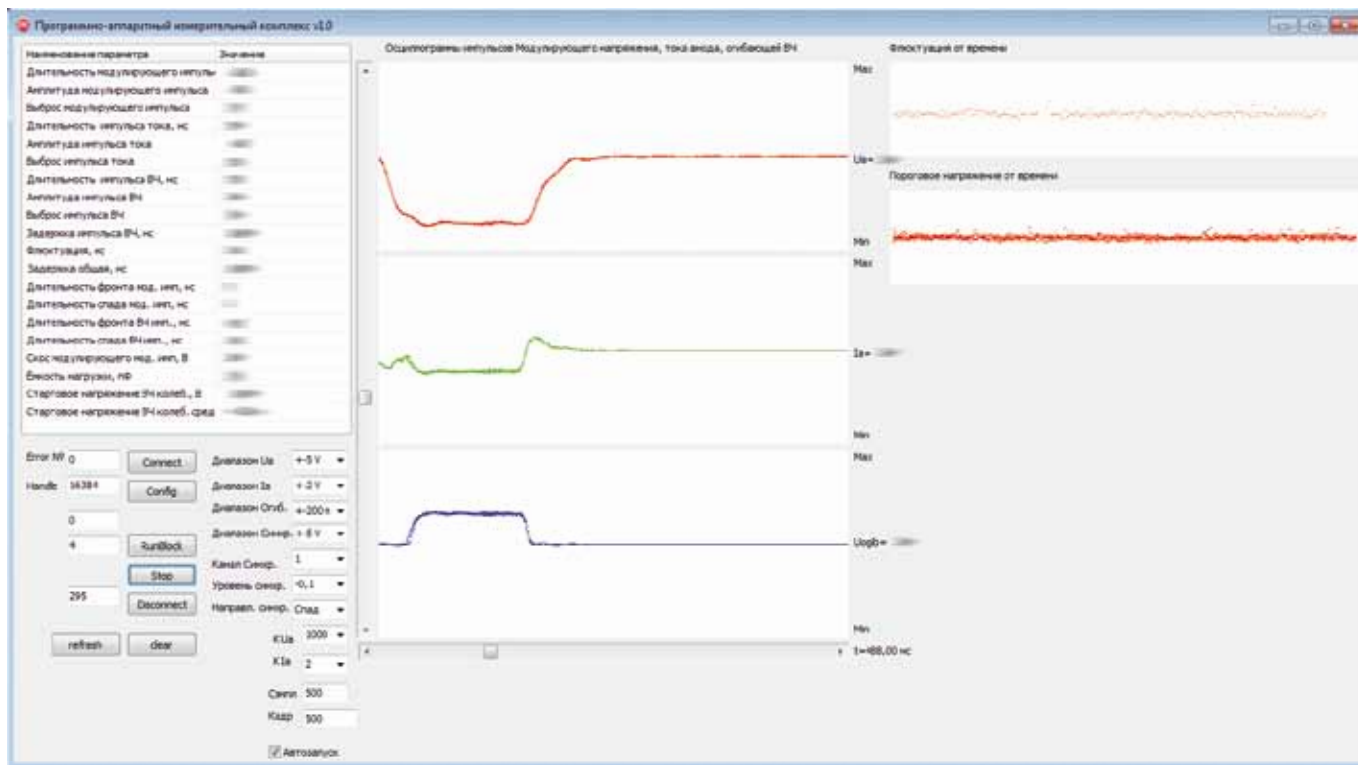 Программно-аппаратный измерительный комплекс v1.0
Наименование параметра Значение
Длительность модулирующего импуль
Амплитуда модулирующего импульса
Выброс модулирующего импульса
Длительность импульса тока, нс
Амплитуда импульса тока
Выброс импульса тока
Длительность импульса ВЧ, нс
Амплитуда импульса ВЧ
Выброс импульса ВЧ
Задержка импульса ВЧ, нс
Флюктуация, нс
Задержка общая, нс
Длительность фронта мод. имп, нс
Длительность спада мод. имп, нс
Длительность фронта ВЧ имп., нс
Длительность спада ВЧ имп., нс
Скос модулирующего мод. имп, В
Ёмкость нагрузки, пФ
Стартовое напряжение ВЧ колеб., В
Стартовое напряжение ВЧ колеб. сред
Error № 0
Connect
Handle 16384
Config
0
4
RunBlock
Stop
295
Disconnect
refresh
clear
Диапазон Ua +-5 V
Диапазон Ia +-2 V
Диапазон Огиб. +-200
Диапазон Синхр. +-5 V
Канал Синхр. 1
Уровень синхр. -0,1
Направл. синхр. Спад
KUa 1000
KIa 2
500
Кадр 500
Автозапуск
Осциллограммы импульсов Модулирующего напряжения, тока анода, огибающей ВЧ
Max
Ua=
Min
Max
Ia=
Min
Max
Uogb=
Min
t=488,00 нс
Флюктуация от времени
Пороговое напряжение от времени